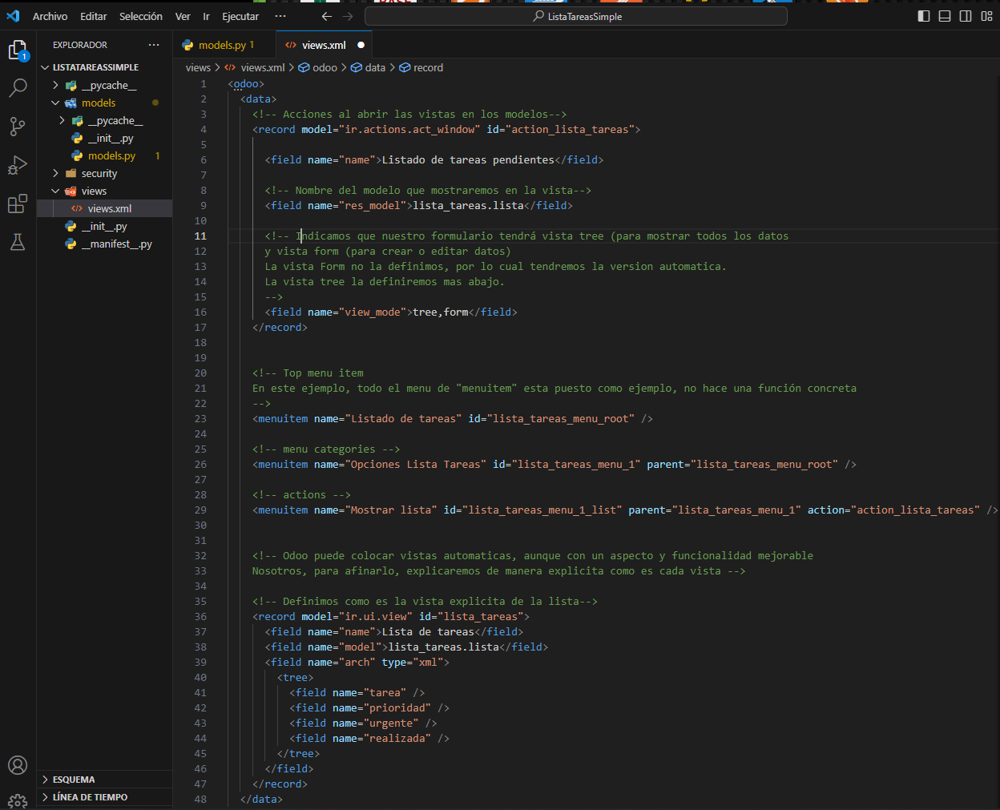 Archivo Editar Selección Ver Ir Ejecutar ··· ListaTareasSimple
EXPLORADOR ···
1
LISTATAREASSIMPLE
__pycache__
models
__pycache__
__init__.py
models.py 1
security
views
views.xml
__init__.py
__manifest__.py
ESQUEMA
LÍNEA DE TIEMPO
models.py 1 views.xml
views > views.xml > odoo > data > record
1 <odoo>
2 <data>
3 <!-- Acciones al abrir las vistas en los modelos-->
4 <record model="ir.actions.act_window" id="action_lista_tareas">
5
6 <field name="name">Listado de tareas pendientes</field>
7
8 <!-- Nombre del modelo que mostraremos en la vista-->
9 <field name="res_model">lista_tareas.lista</field>
10
11 <!-- Indicamos que nuestro formulario tendrá vista tree (para mostrar todos los datos
12 y vista form (para crear o editar datos)
13 La vista Form no la definimos, por lo cual tendremos la version automatica.
14 La vista tree la definiremos mas abajo.
15 -->
16 <field name="view_mode">tree,form</field>
17 </record>
18
19
20 <!-- Top menu item
21 En este ejemplo, todo el menu de "menuitem" esta puesto como ejemplo, no hace una función concreta
22 -->
23 <menuitem name="Listado de tareas" id="lista_tareas_menu_root" />
24
25 <!-- menu categories -->
26 <menuitem name="Opciones Lista Tareas" id="lista_tareas_menu_1" parent="lista_tareas_menu_root" />
27
28 <!-- actions -->
29 <menuitem name="Mostrar lista" id="lista_tareas_menu_1_list" parent="lista_tareas_menu_1" action="action_lista_tareas" />
30
31
32 <!-- Odoo puede colocar vistas automaticas, aunque con un aspecto y funcionalidad mejorable
33 Nosotros, para afinarlo, explicaremos de manera explicita como es cada vista -->
34
35 <!-- Definimos como es la vista explicita de la lista-->
36 <record model="ir.ui.view" id="lista_tareas">
37 <field name="name">Lista de tareas</field>
38 <field name="model">lista_tareas.lista</field>
39 <field name="arch" type="xml">
40 <tree>
41 <field name="tarea" />
42 <field name="prioridad" />
43 <field name="urgente" />
44 <field name="realizada" />
45 </tree>
46 </field>
47 </record>
48 </data>